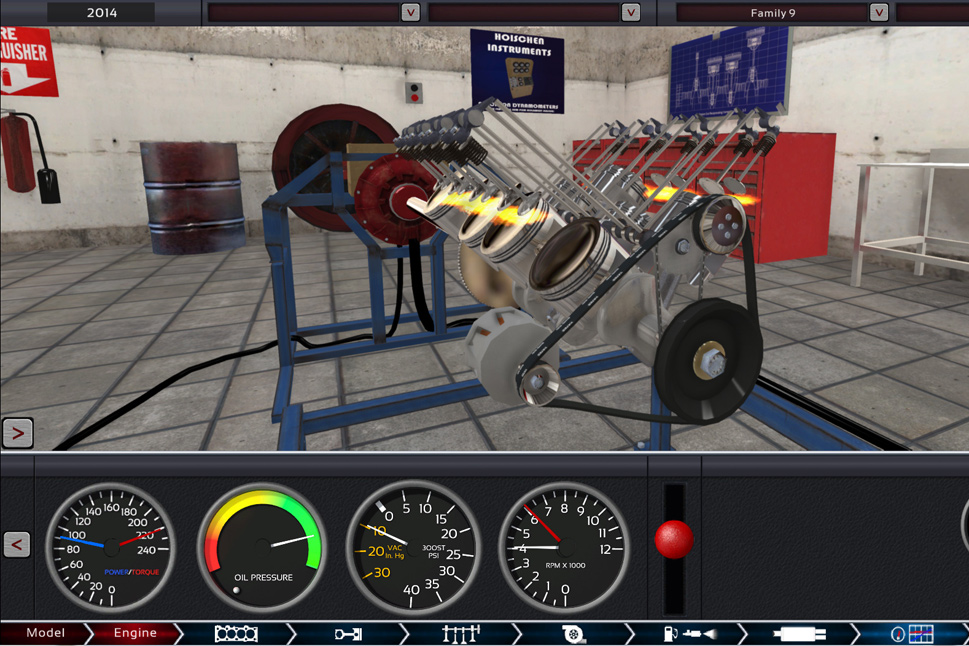 2014
V
V
Family 9
V
RE
UISHER
HOISCHEN
INSTRUMENTS
DYNAMOMETERS
>
<
0
20
40
60
80
100
120
140
160
180
200
220
240
POWER/TORQUE
OIL PRESSURE
30
20
10
0
5
10
15
20
25
30
35
40
VAC
In. Hg
BOOST
PSI
0
1
2
3
4
5
6
7
8
9
10
11
12
RPM X 1000
Model
Engine